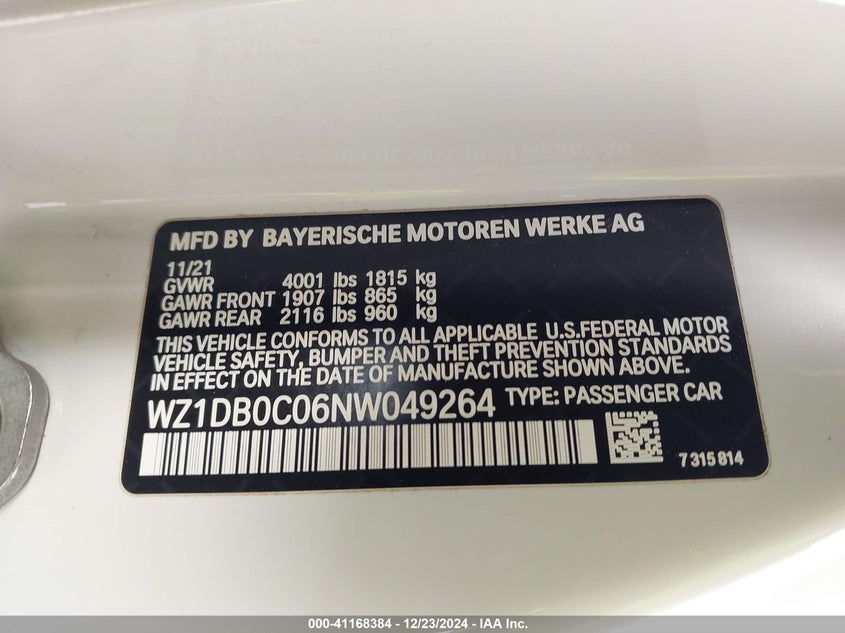 MFD BY BAYERISCHE MOTOREN WERKE AG
11/21
GVWR 4001 lbs 1815 kg
GAWR FRONT 1907 lbs 865 kg
GAWR REAR 2116 lbs 960 kg
THIS VEHICLE CONFORMS TO ALL APPLICABLE U.S.FEDERAL MOTOR
VEHICLE SAFETY, BUMPER AND THEFT PREVENTION STANDARDS
IN EFFECT ON THE DATE OF MANUFACTURE SHOWN ABOVE.
WZ1DB0C06NW049264 TYPE: PASSENGER CAR
7315814
000-41168384 - 12/23/2024 - IAA Inc.